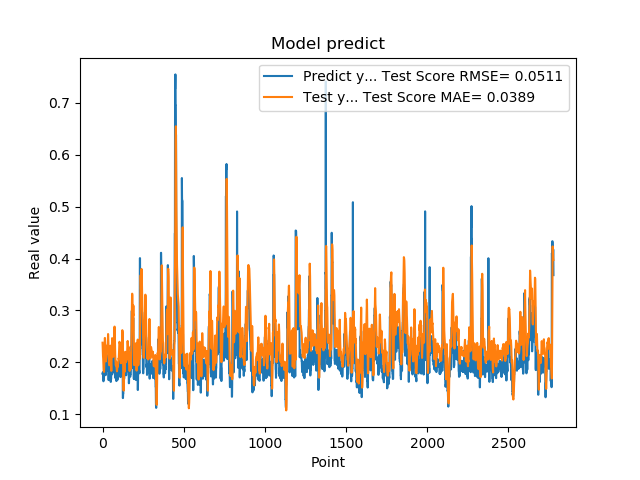 Model predict
Predict y... Test Score RMSE= 0.0511
Test y... Test Score MAE= 0.0389
0.7
0.6
0.5
0.4
0.3
0.2
0.1
Real value
0 500 1000 1500 2000 2500
Point